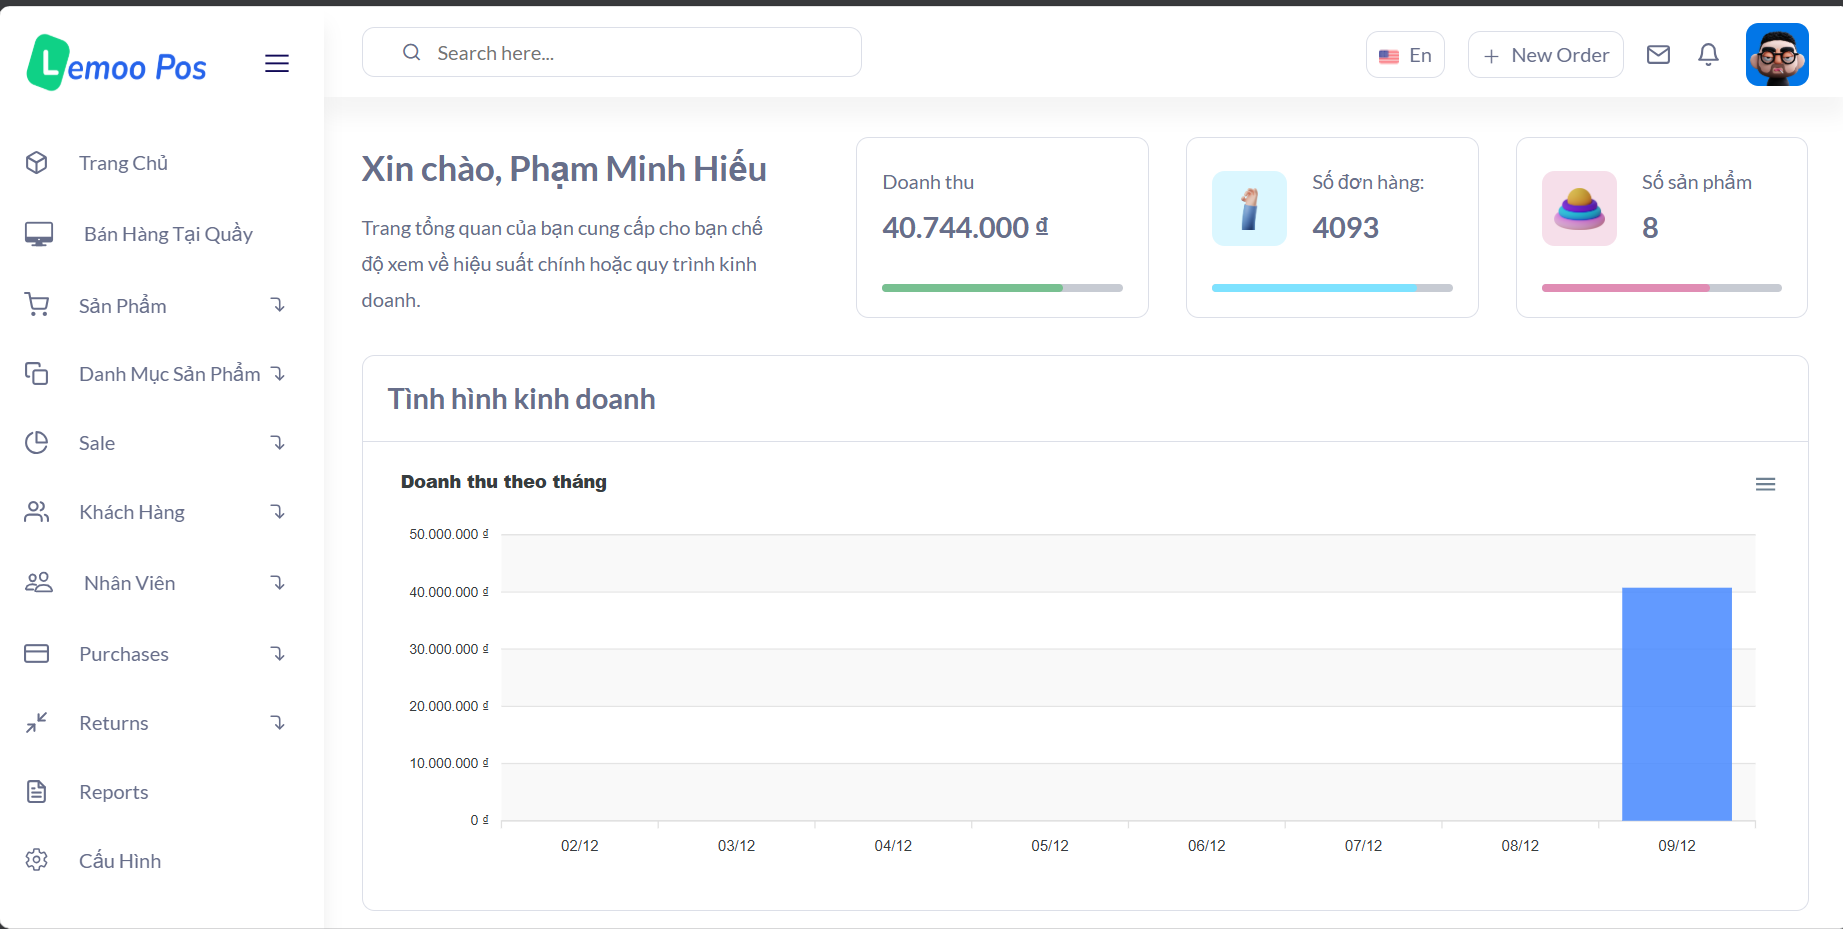 Lemoo Pos
Search here...
En
New Order
Trang Chủ
Bán Hàng Tại Quầy
Sản Phẩm
Danh Mục Sản Phẩm
Sale
Khách Hàng
Nhân Viên
Purchases
Returns
Reports
Cấu Hình
Xin chào, Phạm Minh Hiếu
Trang tổng quan của bạn cung cấp cho bạn chế
độ xem về hiệu suất chính hoặc quy trình kinh
doanh.
Doanh thu
40.744.000 ₫
Số đơn hàng:
4093
Số sản phẩm
8
Tình hình kinh doanh
Doanh thu theo tháng
50.000.000 ₫
40.000.000 ₫
30.000.000 ₫
20.000.000 ₫
10.000.000 ₫
0 ₫
02/12 03/12 04/12 05/12 06/12 07/12 08/12 09/12